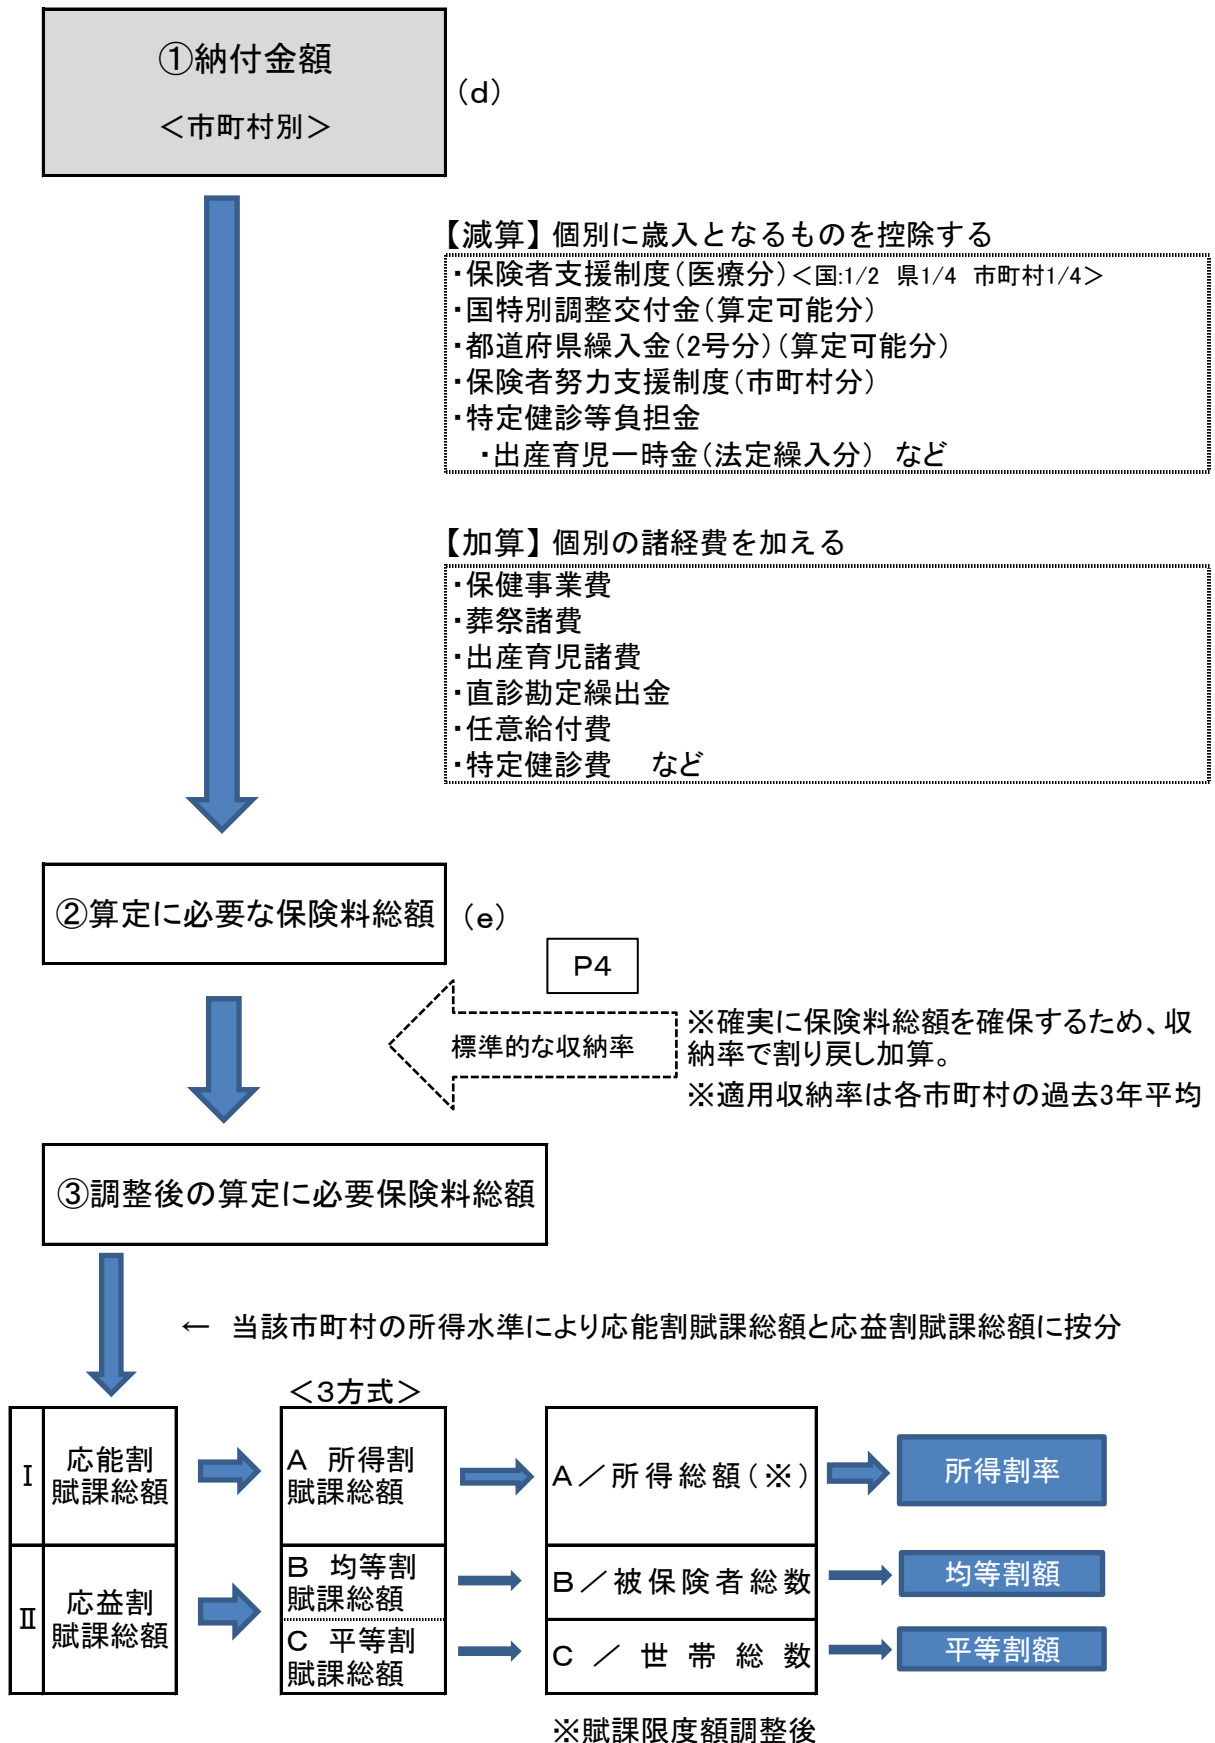 ①納付金額
＜市町村別＞
(d)
【減算】個別に歳入となるものを控除する
・保険者支援制度(医療分)＜国:1/2 県1/4 市町村1/4＞
・国特別調整交付金(算定可能分)
・都道府県繰入金(2号分)(算定可能分)
・保険者努力支援制度(市町村分)
・特定健診等負担金
・出産育児一時金(法定繰入分) など
【加算】個別の諸経費を加える
・保健事業費
・葬祭諸費
・出産育児諸費
・直診勘定繰出金
・任意給付費
・特定健診費 など
②算定に必要な保険料総額
(e)
P4
標準的な収納率
※確実に保険料総額を確保するため、収
納率で割り戻し加算。
※適用収納率は各市町村の過去3年平均
③調整後の算定に必要保険料総額
← 当該市町村の所得水準により応能割賦課総額と応益割賦課総額に按分
＜3方式＞
Ⅰ
応能割
賦課総額
A 所得割
賦課総額
A／所得総額(※)
所得割率
Ⅱ
応益割
賦課総額
B 均等割
賦課総額
B／被保険者総数
均等割額
C 平等割
賦課総額
C／世帯総数
平等割額
※賦課限度額調整後